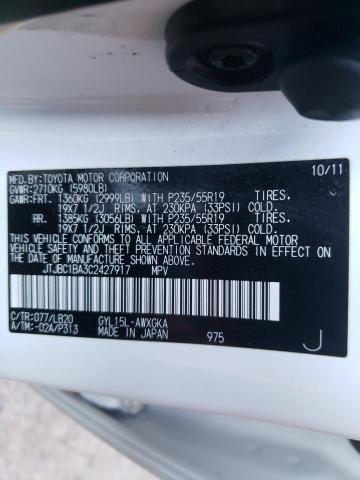 MFD. BY: TOYOTA MOTOR CORPORATION 10/11
GVWR: 2710KG (5980LB)
GAWR: FRT. 1360KG (2999LB) WITH P235/55R19 TIRES,
19X7 1/2J RIMS, AT 230KPA (33PSI) COLD.
RR. 1385KG (3056LB) WITH P235/55R19 TIRES,
19X7 1/2J RIMS, AT 230KPA (33PSI) COLD.
THIS VEHICLE CONFORMS TO ALL APPLICABLE FEDERAL
MOTOR VEHICLE SAFETY AND THEFT PREVENTION STANDARDS
IN EFFECT ON THE DATE OF MANUFACTURE SHOWN ABOVE.
JTJBC1BA3C2427917 MPV
C/TR: 077/LB20 GYL15L-AWXGKA
A/TM: -02A/P313 MADE IN JAPAN 975 J